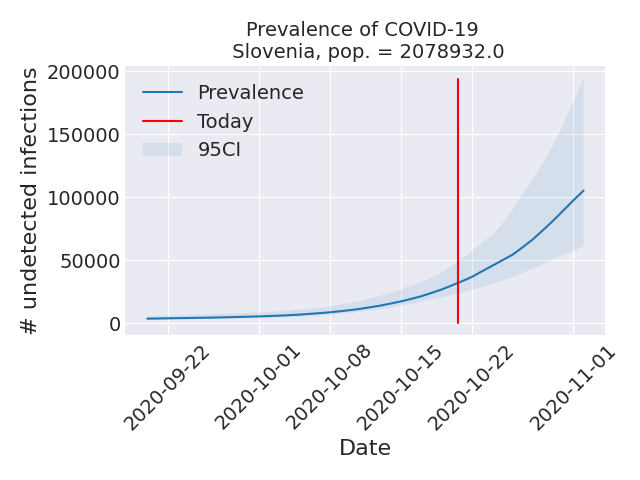 Prevalence of COVID-19
Slovenia, pop. = 2078932.0
# undetected infections
200000
150000
100000
50000
0
Prevalence
Today
95CI
2020-09-22
2020-10-01
2020-10-08
2020-10-15
2020-10-22
2020-11-01
Date